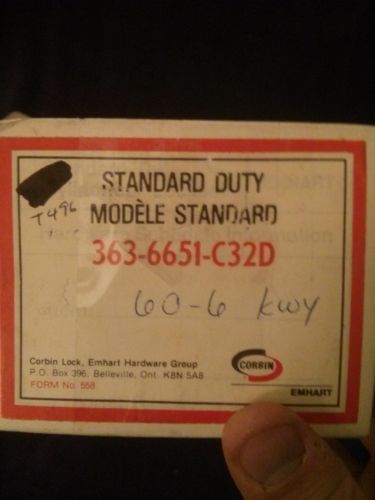 STANDARD DUTY
T496
MODÈLE STANDARD
363-6651-C32D
60-6 KWY
Corbin Lock, Emhart Hardware Group
P.O. Box 396, Belleville, Ont. K8N 5A8
FORM No. 558
CORBIN
EMHART